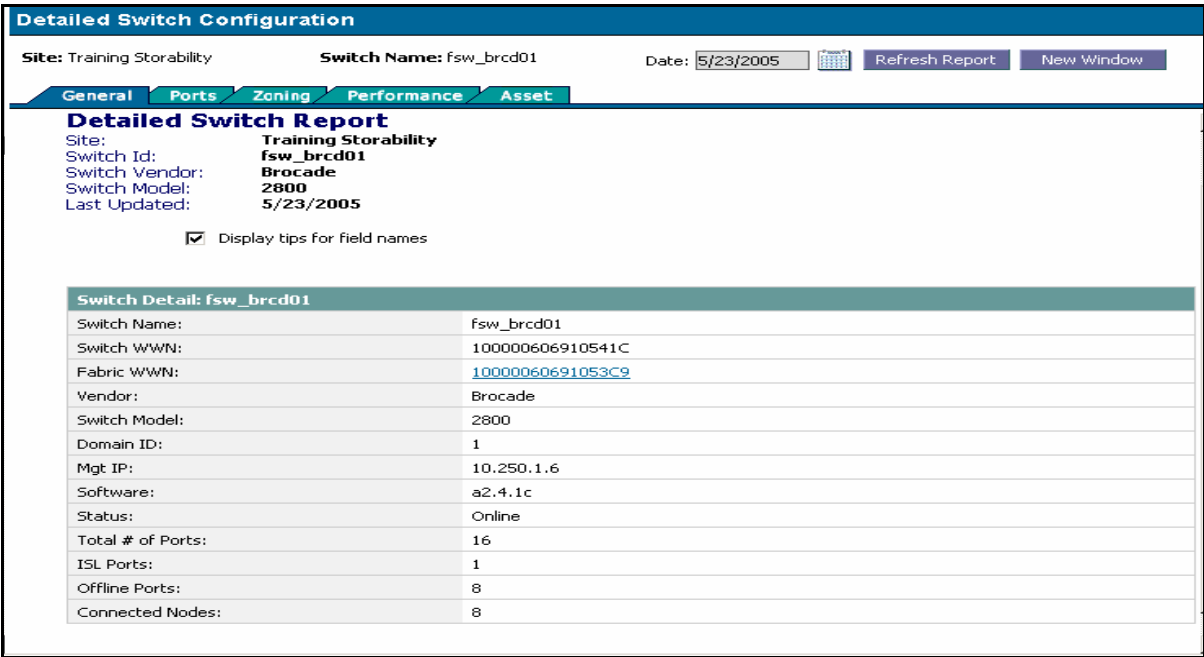 Detailed Switch Configuration
Site: Training Storability Switch Name: fsw_brcd01 Date: 5/23/2005 Refresh Report New Window
General Ports Zoning Performance Asset
Detailed Switch Report
Site: Training Storability
Switch Id: fsw_brcd01
Switch Vendor: Brocade
Switch Model: 2800
Last Updated: 5/23/2005
Display tips for field names
Switch Detail: fsw_brcd01
Switch Name: fsw_brcd01
Switch WWN: 100000606910541C
Fabric WWN: 10000060691053C9
Vendor: Brocade
Switch Model: 2800
Domain ID: 1
Mgt IP: 10.250.1.6
Software: a2.4.1c
Status: Online
Total # of Ports: 16
ISL Ports: 1
Offline Ports: 8
Connected Nodes: 8